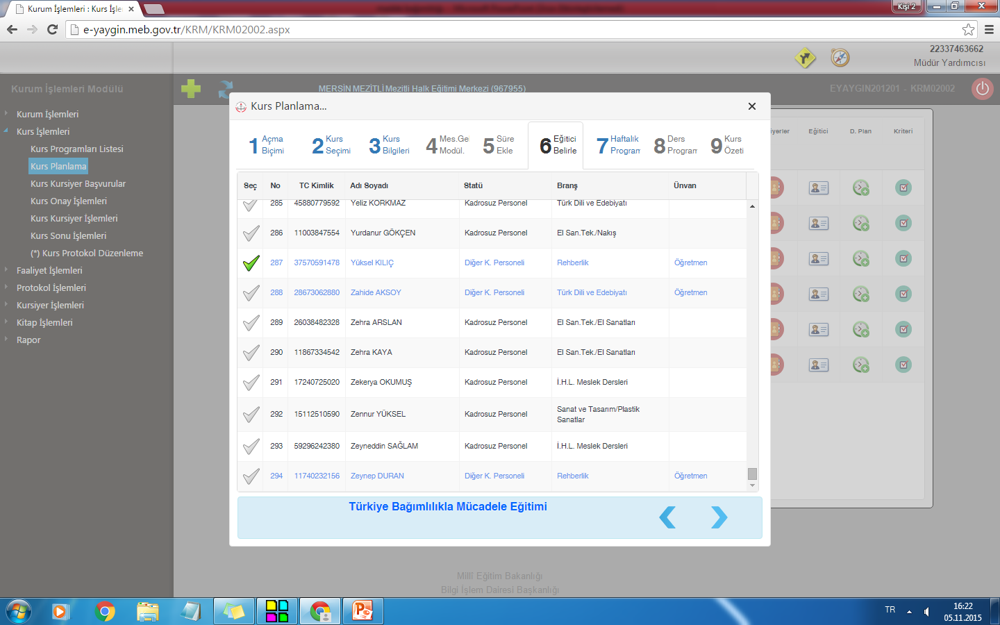 Kurum İşlemleri : Kurs İşle
Kişi 2
e-yaygin.meb.gov.tr/KRM/KRM02002.aspx
22337463662
Müdür Yardımcısı
Kurum İşlemleri Modülü
MERSİN MEZİTLİ Mezitli Halk Eğitimi Merkezi (967955)
EYAYGIN201201 - KRM02002
Kurum İşlemleri
Kurs İşlemleri
Kurs Programları Listesi
Kurs Planlama
Kurs Kursiyer Başvurular
Kurs Onay İşlemleri
Kurs Kursiyer İşlemleri
Kurs Sonu İşlemleri
(*) Kurs Protokol Düzenleme
Faaliyet İşlemleri
Protokol İşlemleri
Kursiyer İşlemleri
Kitap İşlemleri
Rapor
Kurs Planlama...
1 Açma Biçimi
2 Kurs Seçimi
3 Kurs Bilgileri
4 Mes.Gel Modül.
5 Süre Ekle
6 Eğitici Belirle
7 Haftalık Program
8 Ders Program
9 Kurs Özeti
iyerler Eğitici D. Plan Kriteri
Seç No TC Kimlik Adı Soyadı Statü Branş Ünvan
285 45880779592 Yeliz KORKMAZ Kadrosuz Personel Türk Dili ve Edebiyatı
286 11003847554 Yurdanur GÖKÇEN Kadrosuz Personel El San.Tek./Nakış
287 37570591478 Yüksel KILIÇ Diğer K. Personeli Rehberlik Öğretmen
288 28673062880 Zahide AKSOY Diğer K. Personeli Türk Dili ve Edebiyatı Öğretmen
289 26038482328 Zehra ARSLAN Kadrosuz Personel El San.Tek./El Sanatları
290 11867334542 Zehra KAYA Kadrosuz Personel El San.Tek./El Sanatları
291 17240725020 Zekerya OKUMUŞ Kadrosuz Personel İ.H.L. Meslek Dersleri
292 15112510590 Zennur YÜKSEL Kadrosuz Personel Sanat ve Tasarım/Plastik
Sanatlar
293 59296242380 Zeyneddin SAĞLAM Kadrosuz Personel İ.H.L. Meslek Dersleri
294 11740232156 Zeynep DURAN Diğer K. Personeli Rehberlik Öğretmen
Türkiye Bağımlılıkla Mücadele Eğitimi
Millî Eğitim Bakanlığı
Bilgi İşlem Dairesi Başkanlığı
TR
16:22
05.11.2015